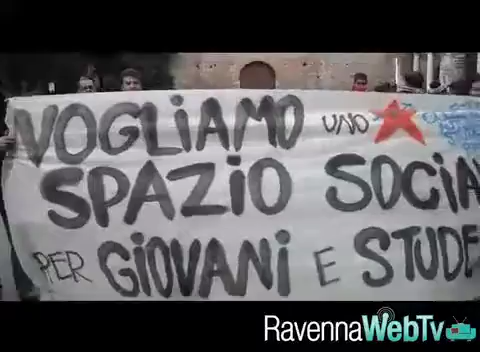 VOGLIAMO UNO
SPAZIO SOCIA
PER GIOVANI E STUDE
RavennaWebTv